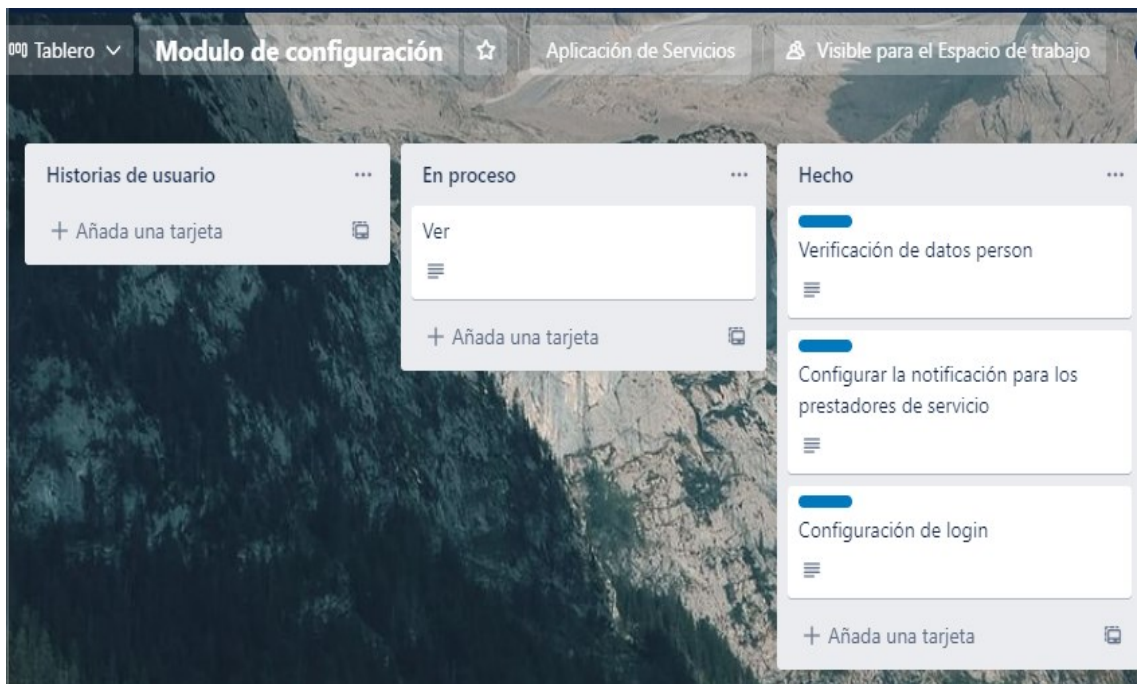 Tablero
Modulo de configuración
Aplicación de Servicios
Visible para el Espacio de trabajo
Historias de usuario
Añada una tarjeta
En proceso
Ver
Añada una tarjeta
Hecho
Verificación de datos person
Configurar la notificación para los
prestadores de servicio
Configuración de login
Añada una tarjeta